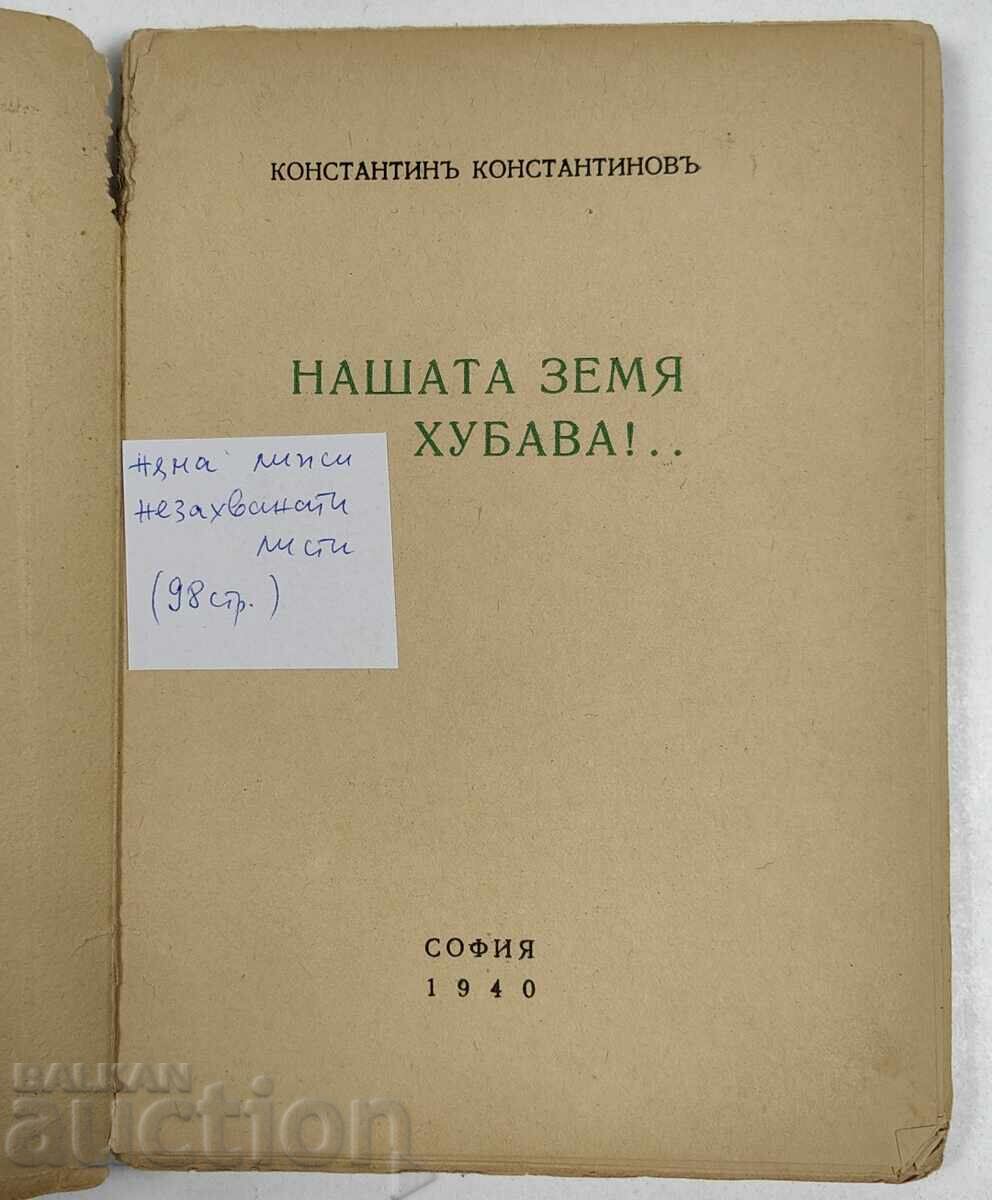 КОНСТАНТИНЪ КОНСТАНТИНОВЪ
НАШАТА ЗЕМЯ
ХУБАВА!..
няма липси
незахванати
листи
(98 стр.)
СОФИЯ
1940
BALKAN
auction